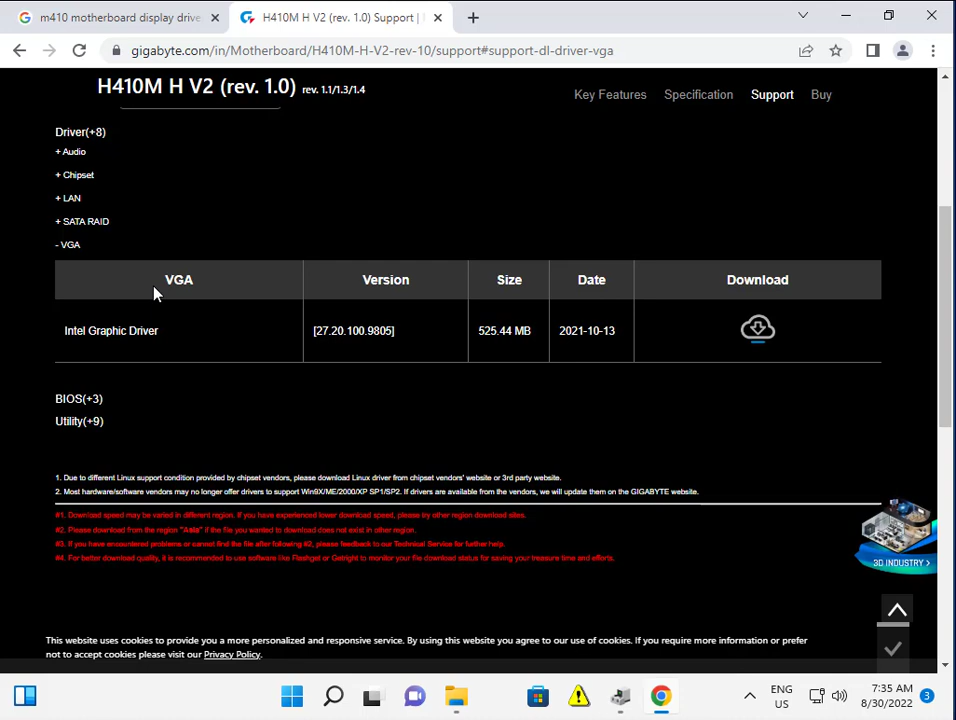 m410 motherboard display drive
H410M H V2 (rev. 1.0) Support |
gigabyte.com/in/Motherboard/H410M-H-V2-rev-10/support#support-dl-driver-vga
H410M H V2 (rev. 1.0) rev. 1.1/1.3/1.4
Key Features Specification Support Buy
Driver(+8)
+ Audio
+ Chipset
+ LAN
+ SATA RAID
- VGA
VGA Version Size Date Download
Intel Graphic Driver [27.20.100.9805] 525.44 MB 2021-10-13
BIOS(+3)
Utility(+9)
1. Due to different Linux support condition provided by chipset vendors, please download Linux driver from chipset vendors' website or 3rd party website.
2. Most hardware/software vendors may no longer offer drivers to support Win9X/ME/2000/XP SP1/SP2. If drivers are available from the vendors, we will update them on the GIGABYTE website.
#1. Download speed may be varied in different region. If you have experienced lower download speed, please try other region download sites.
#2. Please download from the region "Asia" if the file you wanted to download does not exist in other region.
#3. If you have encountered problems or cannot find the file after following #2, please feedback to our Technical Service for further help.
#4. For better download quality, it is recommended to use software like Flashget or Getright to monitor your file download status for saving your treasure time and efforts.
3D INDUSTRY >
This website uses cookies to provide you a more personalized and responsive service. By using this website you agree to our use of cookies. If you require more information or prefer
not to accept cookies please visit our Privacy Policy.
ENG
US
7:35 AM
8/30/2022
3